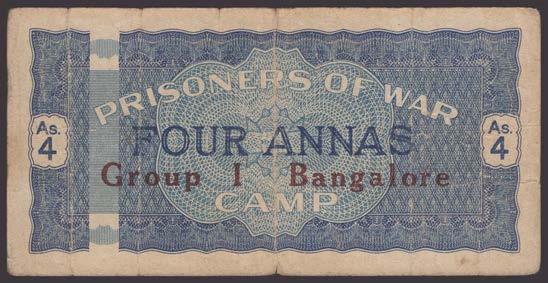 PRISONERS OF WAR
As. 4
FOUR ANNAS
As. 4
Group I Bangalore
CAMP